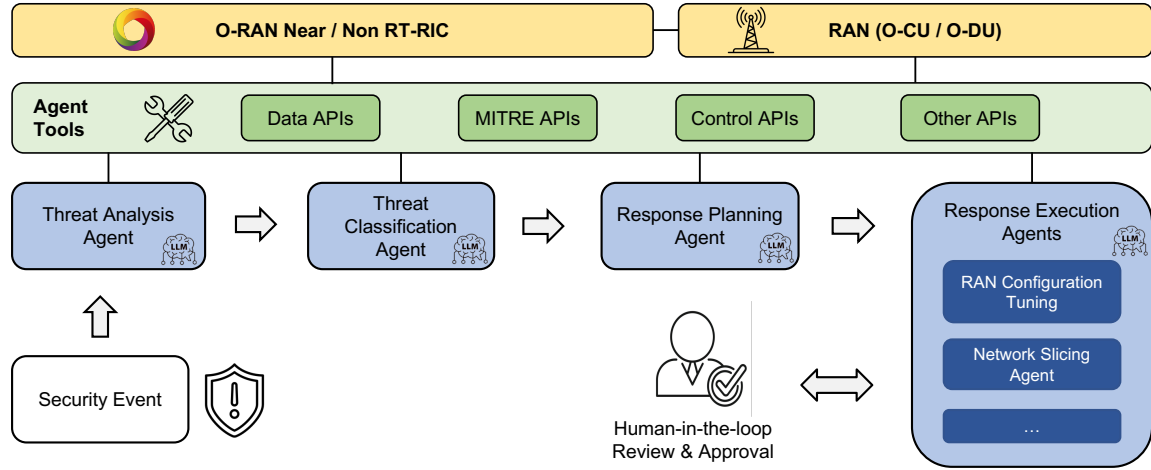 O-RAN Near / Non RT-RIC
RAN (O-CU / O-DU)
Agent
Tools
Data APIs
MITRE APIs
Control APIs
Other APIs
Threat Analysis
Agent
LLM
Threat
Classification
Agent
LLM
Response Planning
Agent
LLM
Response Execution
Agents
LLM
RAN Configuration
Tuning
Network Slicing
Agent
...
Security Event
Human-in-the-loop
Review & Approval